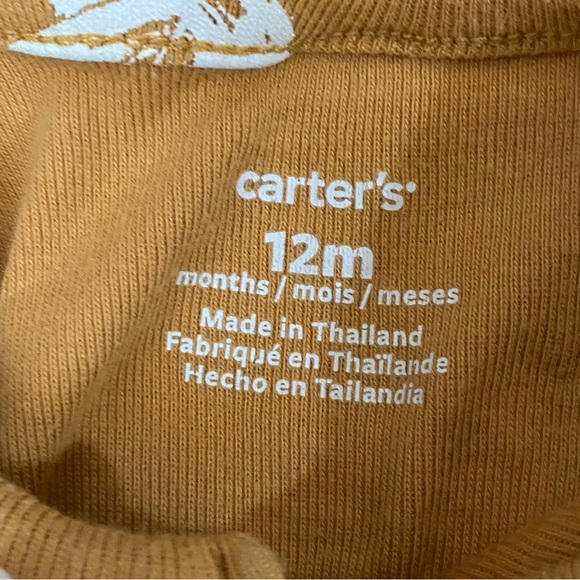 carter's
12m
months / mois / meses
Made in Thailand
Fabriqué en Thaïlande
Hecho en Tailandia